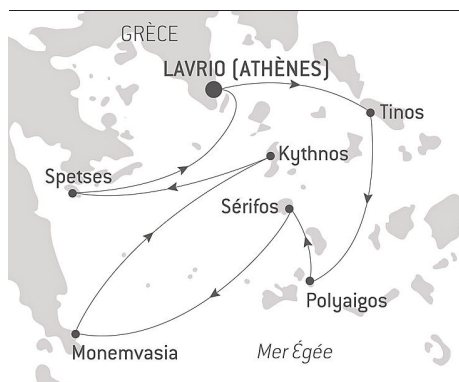 GRÈCE
LAVRIO (ATHÈNES)
Tinos
Kythnos
Spetses
Sérifos
Polyaigos
Monemvasia
Mer Égée